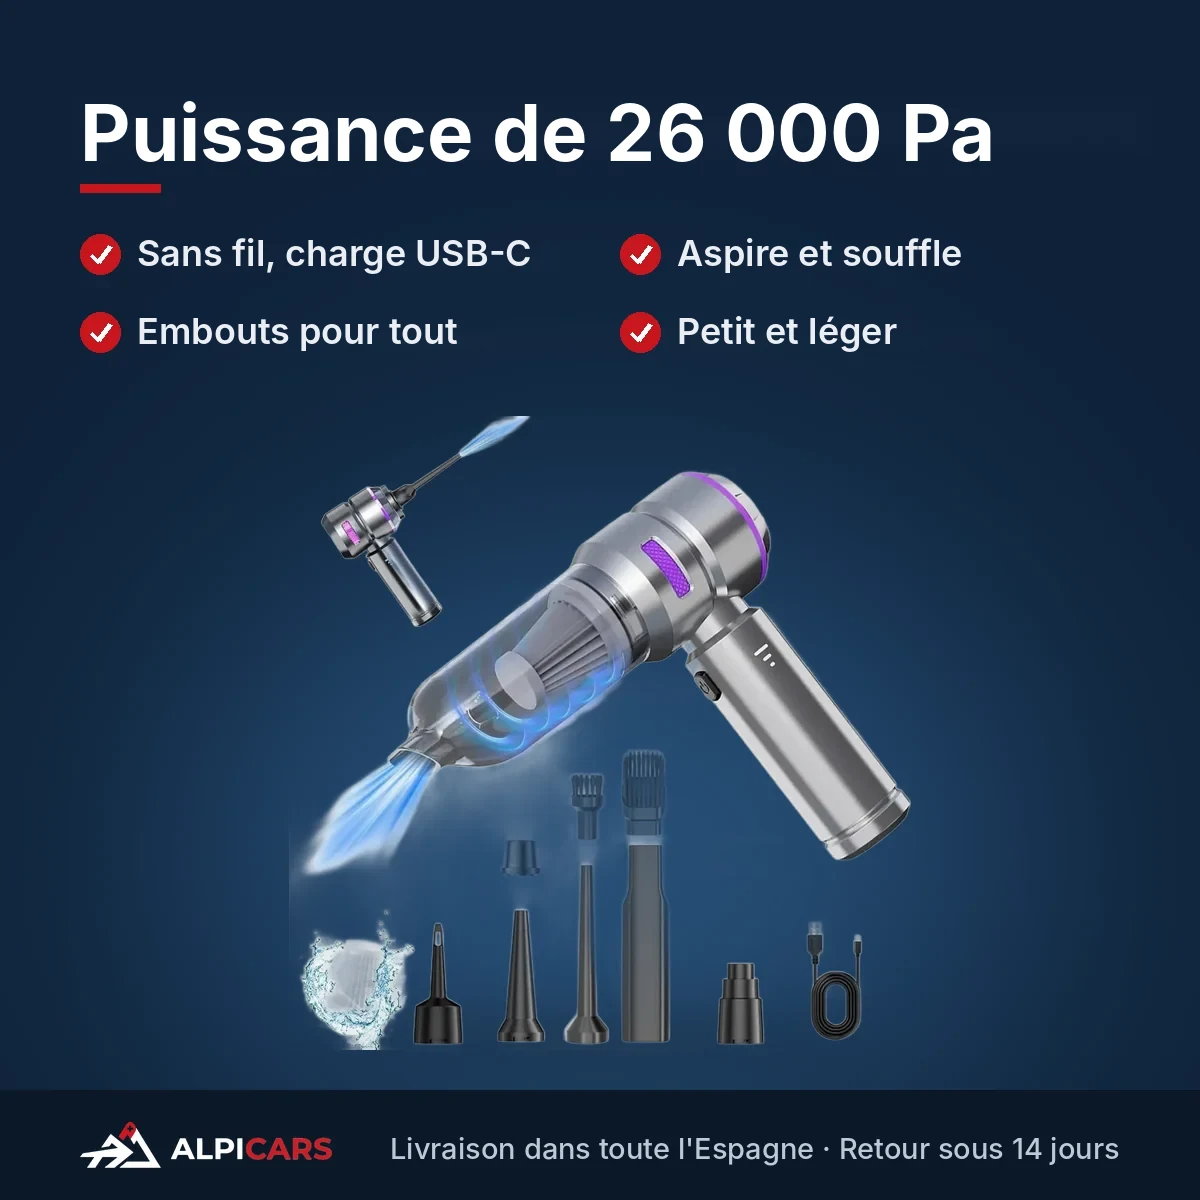 Puissance de 26 000 Pa
Sans fil, charge USB-C
Aspire et souffle
Embouts pour tout
Petit et léger
ALPICARS
Livraison dans toute l'Espagne · Retour sous 14 jours